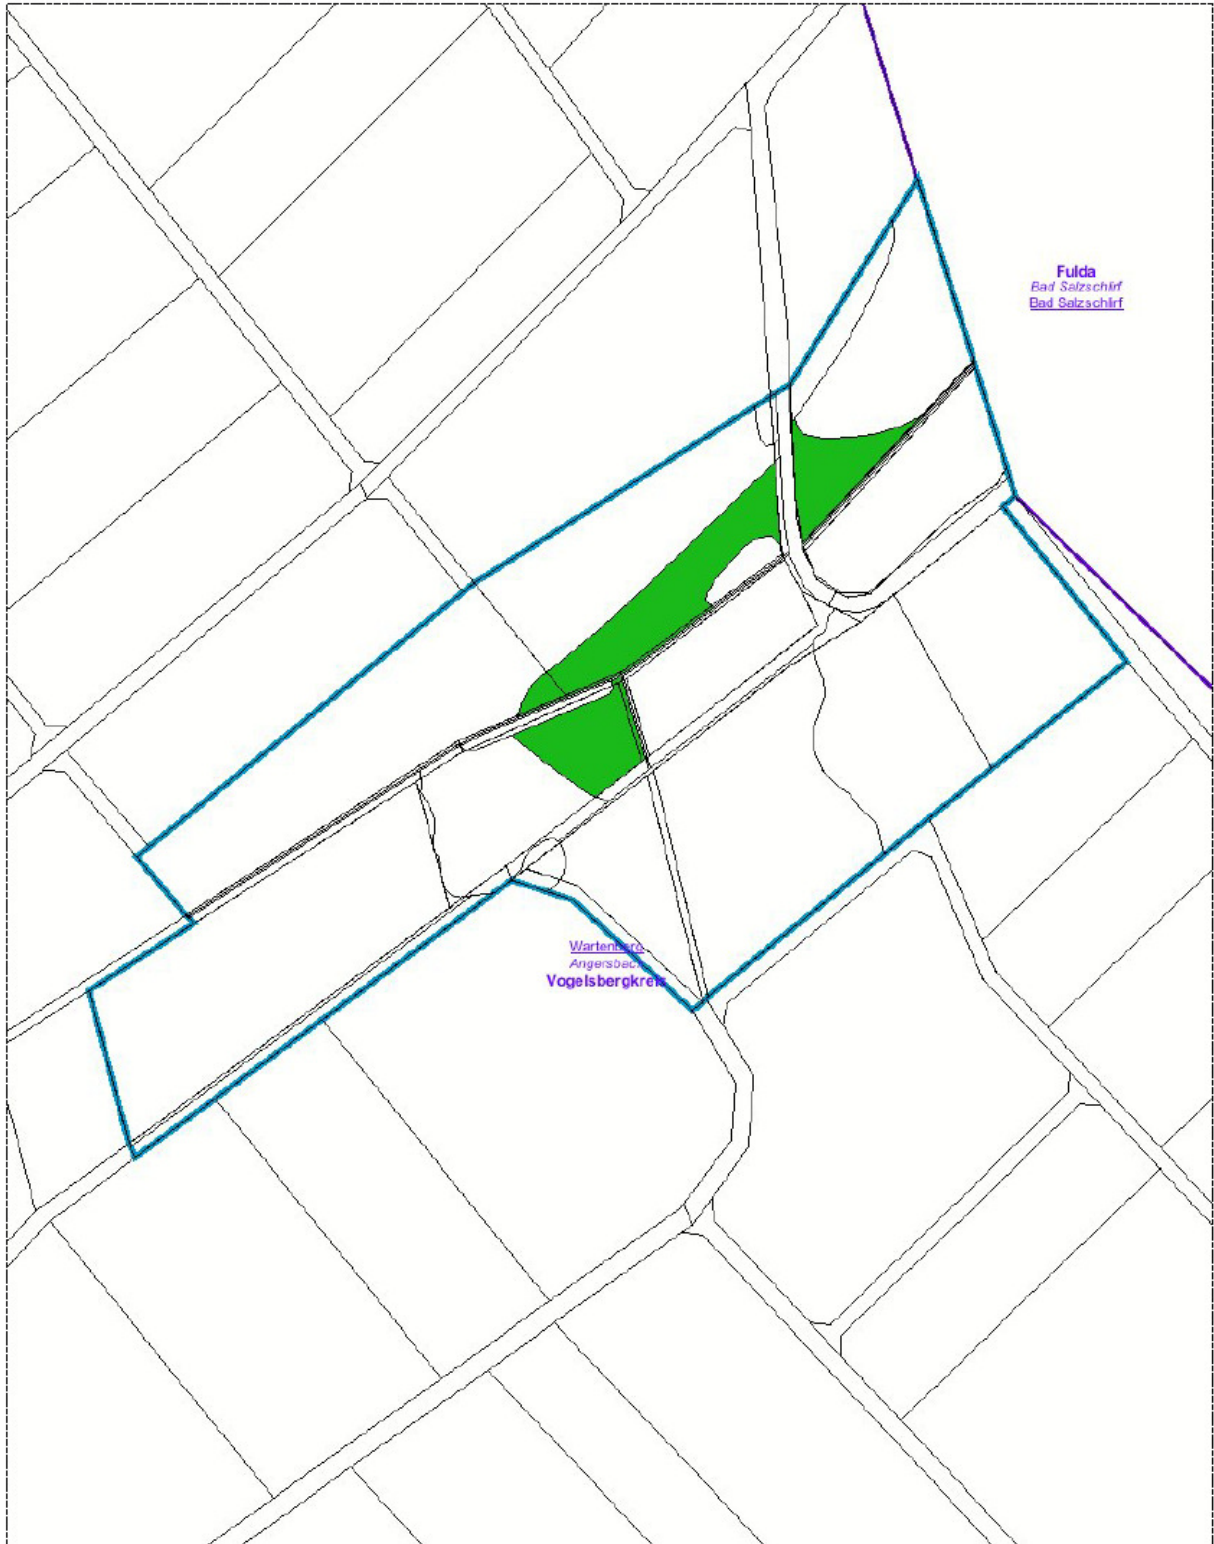 Fulda
Bad Salzschlirf
Bad Salzschlirf
Wartenberg
Angersbach
Vogelsbergkreis